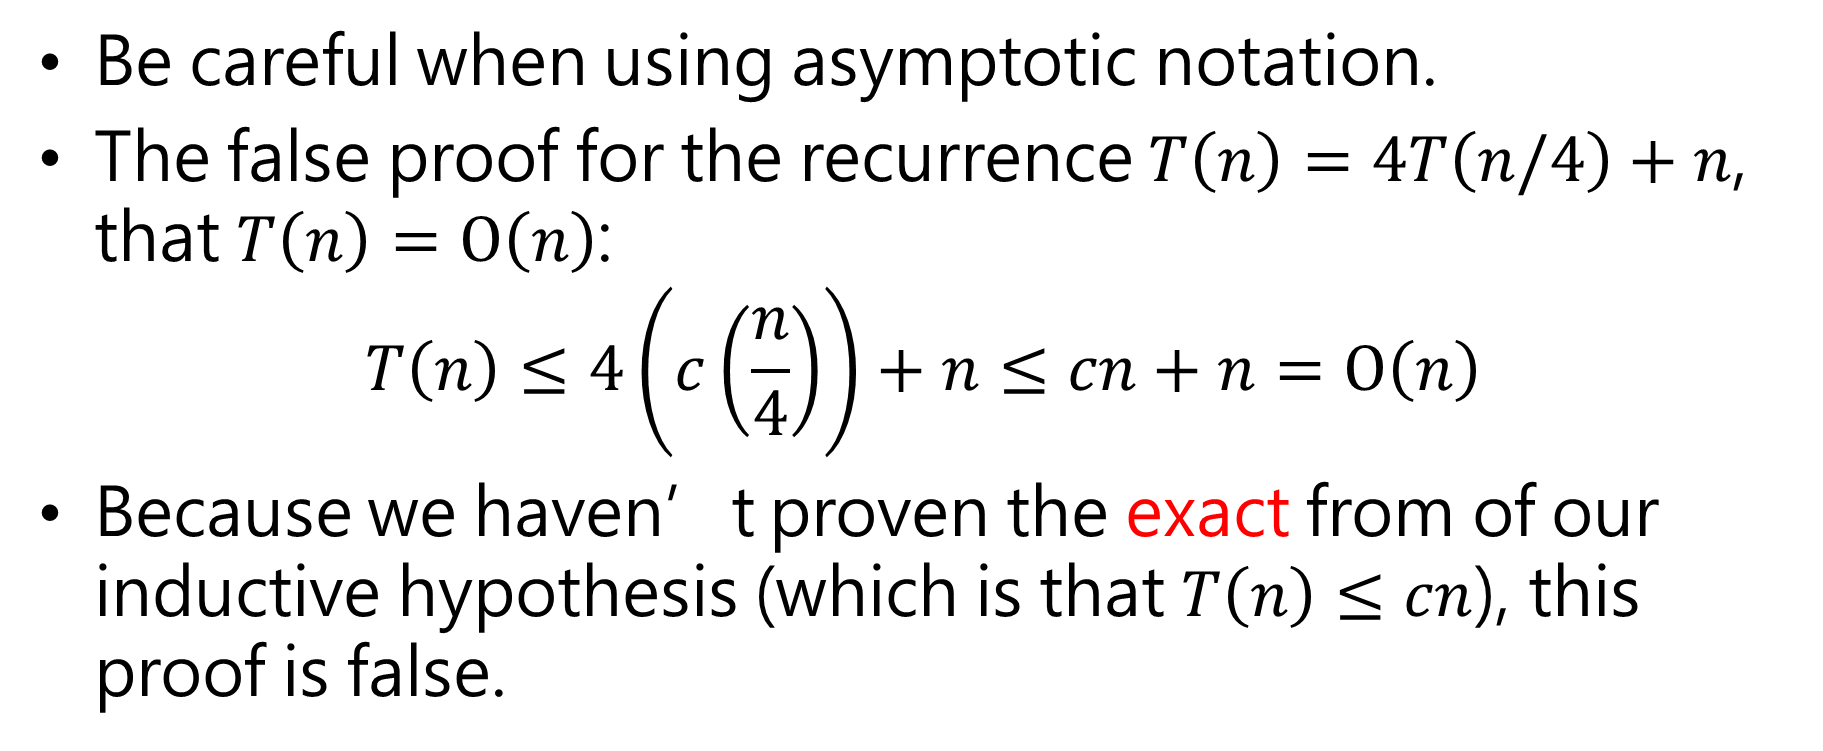 • Be careful when using asymptotic notation.
• The false proof for the recurrence T(n) = 4T(n/4) + n,
that T(n) = O(n):
T(n) ≤ 4(c(n/4)) + n ≤ cn + n = O(n)
• Because we haven′ t proven the exact from of our
inductive hypothesis (which is that T(n) ≤ cn), this
proof is false.